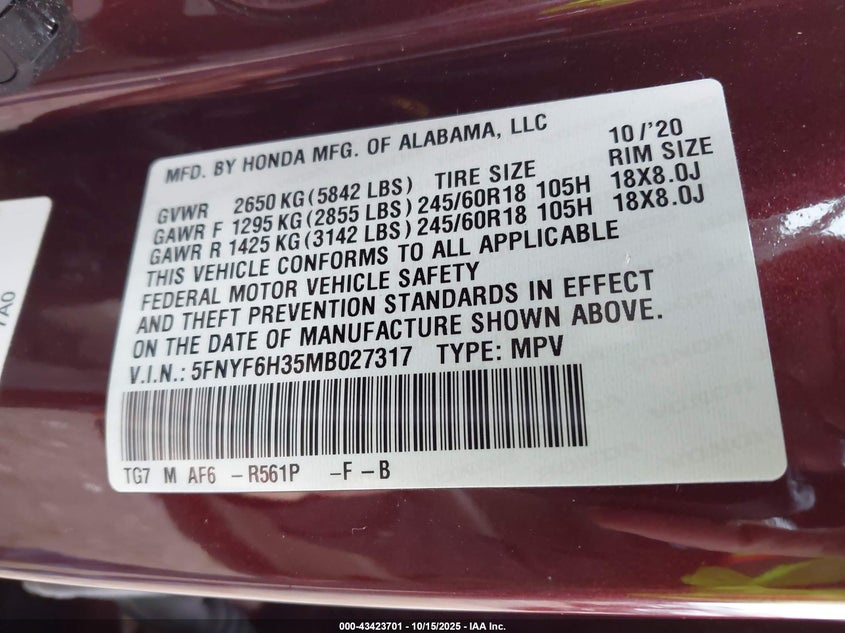 MFD. BY HONDA MFG. OF ALABAMA, LLC 10/'20
GVWR 2650 KG (5842 LBS) TIRE SIZE RIM SIZE
GAWR F 1295 KG (2855 LBS) 245/60R18 105H 18X8.0J
GAWR R 1425 KG (3142 LBS) 245/60R18 105H 18X8.0J
THIS VEHICLE CONFORMS TO ALL APPLICABLE
FEDERAL MOTOR VEHICLE SAFETY
AND THEFT PREVENTION STANDARDS IN EFFECT
ON THE DATE OF MANUFACTURE SHOWN ABOVE.
V.I.N.: 5FNYF6H35MB027317 TYPE: MPV
TG7 M AF6 -R561P -F -B
7A0
000-43423701 - 10/15/2025 - IAA Inc.